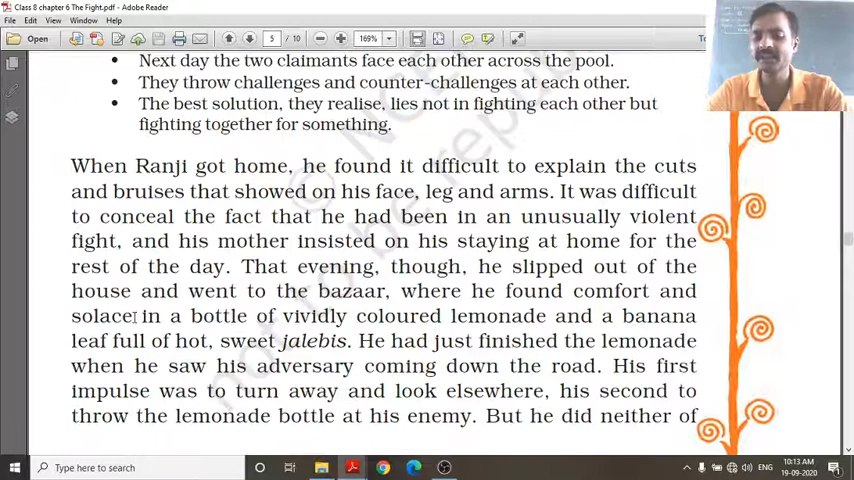 Class 8 chapter 6 The Fight.pdf - Adobe Reader
File Edit View Window Help
Open 5 / 10 169%
Next day the two claimants face each other across the pool.
They throw challenges and counter-challenges at each other.
The best solution, they realise, lies not in fighting each other but
fighting together for something.
When Ranji got home, he found it difficult to explain the cuts
and bruises that showed on his face, leg and arms. It was difficult
to conceal the fact that he had been in an unusually violent
fight, and his mother insisted on his staying at home for the
rest of the day. That evening, though, he slipped out of the
house and went to the bazaar, where he found comfort and
solace in a bottle of vividly coloured lemonade and a banana
leaf full of hot, sweet jalebis. He had just finished the lemonade
when he saw his adversary coming down the road. His first
impulse was to turn away and look elsewhere, his second to
throw the lemonade bottle at his enemy. But he did neither of
not to be republ
Type here to search
ENG
10:13 AM
19-09-2020